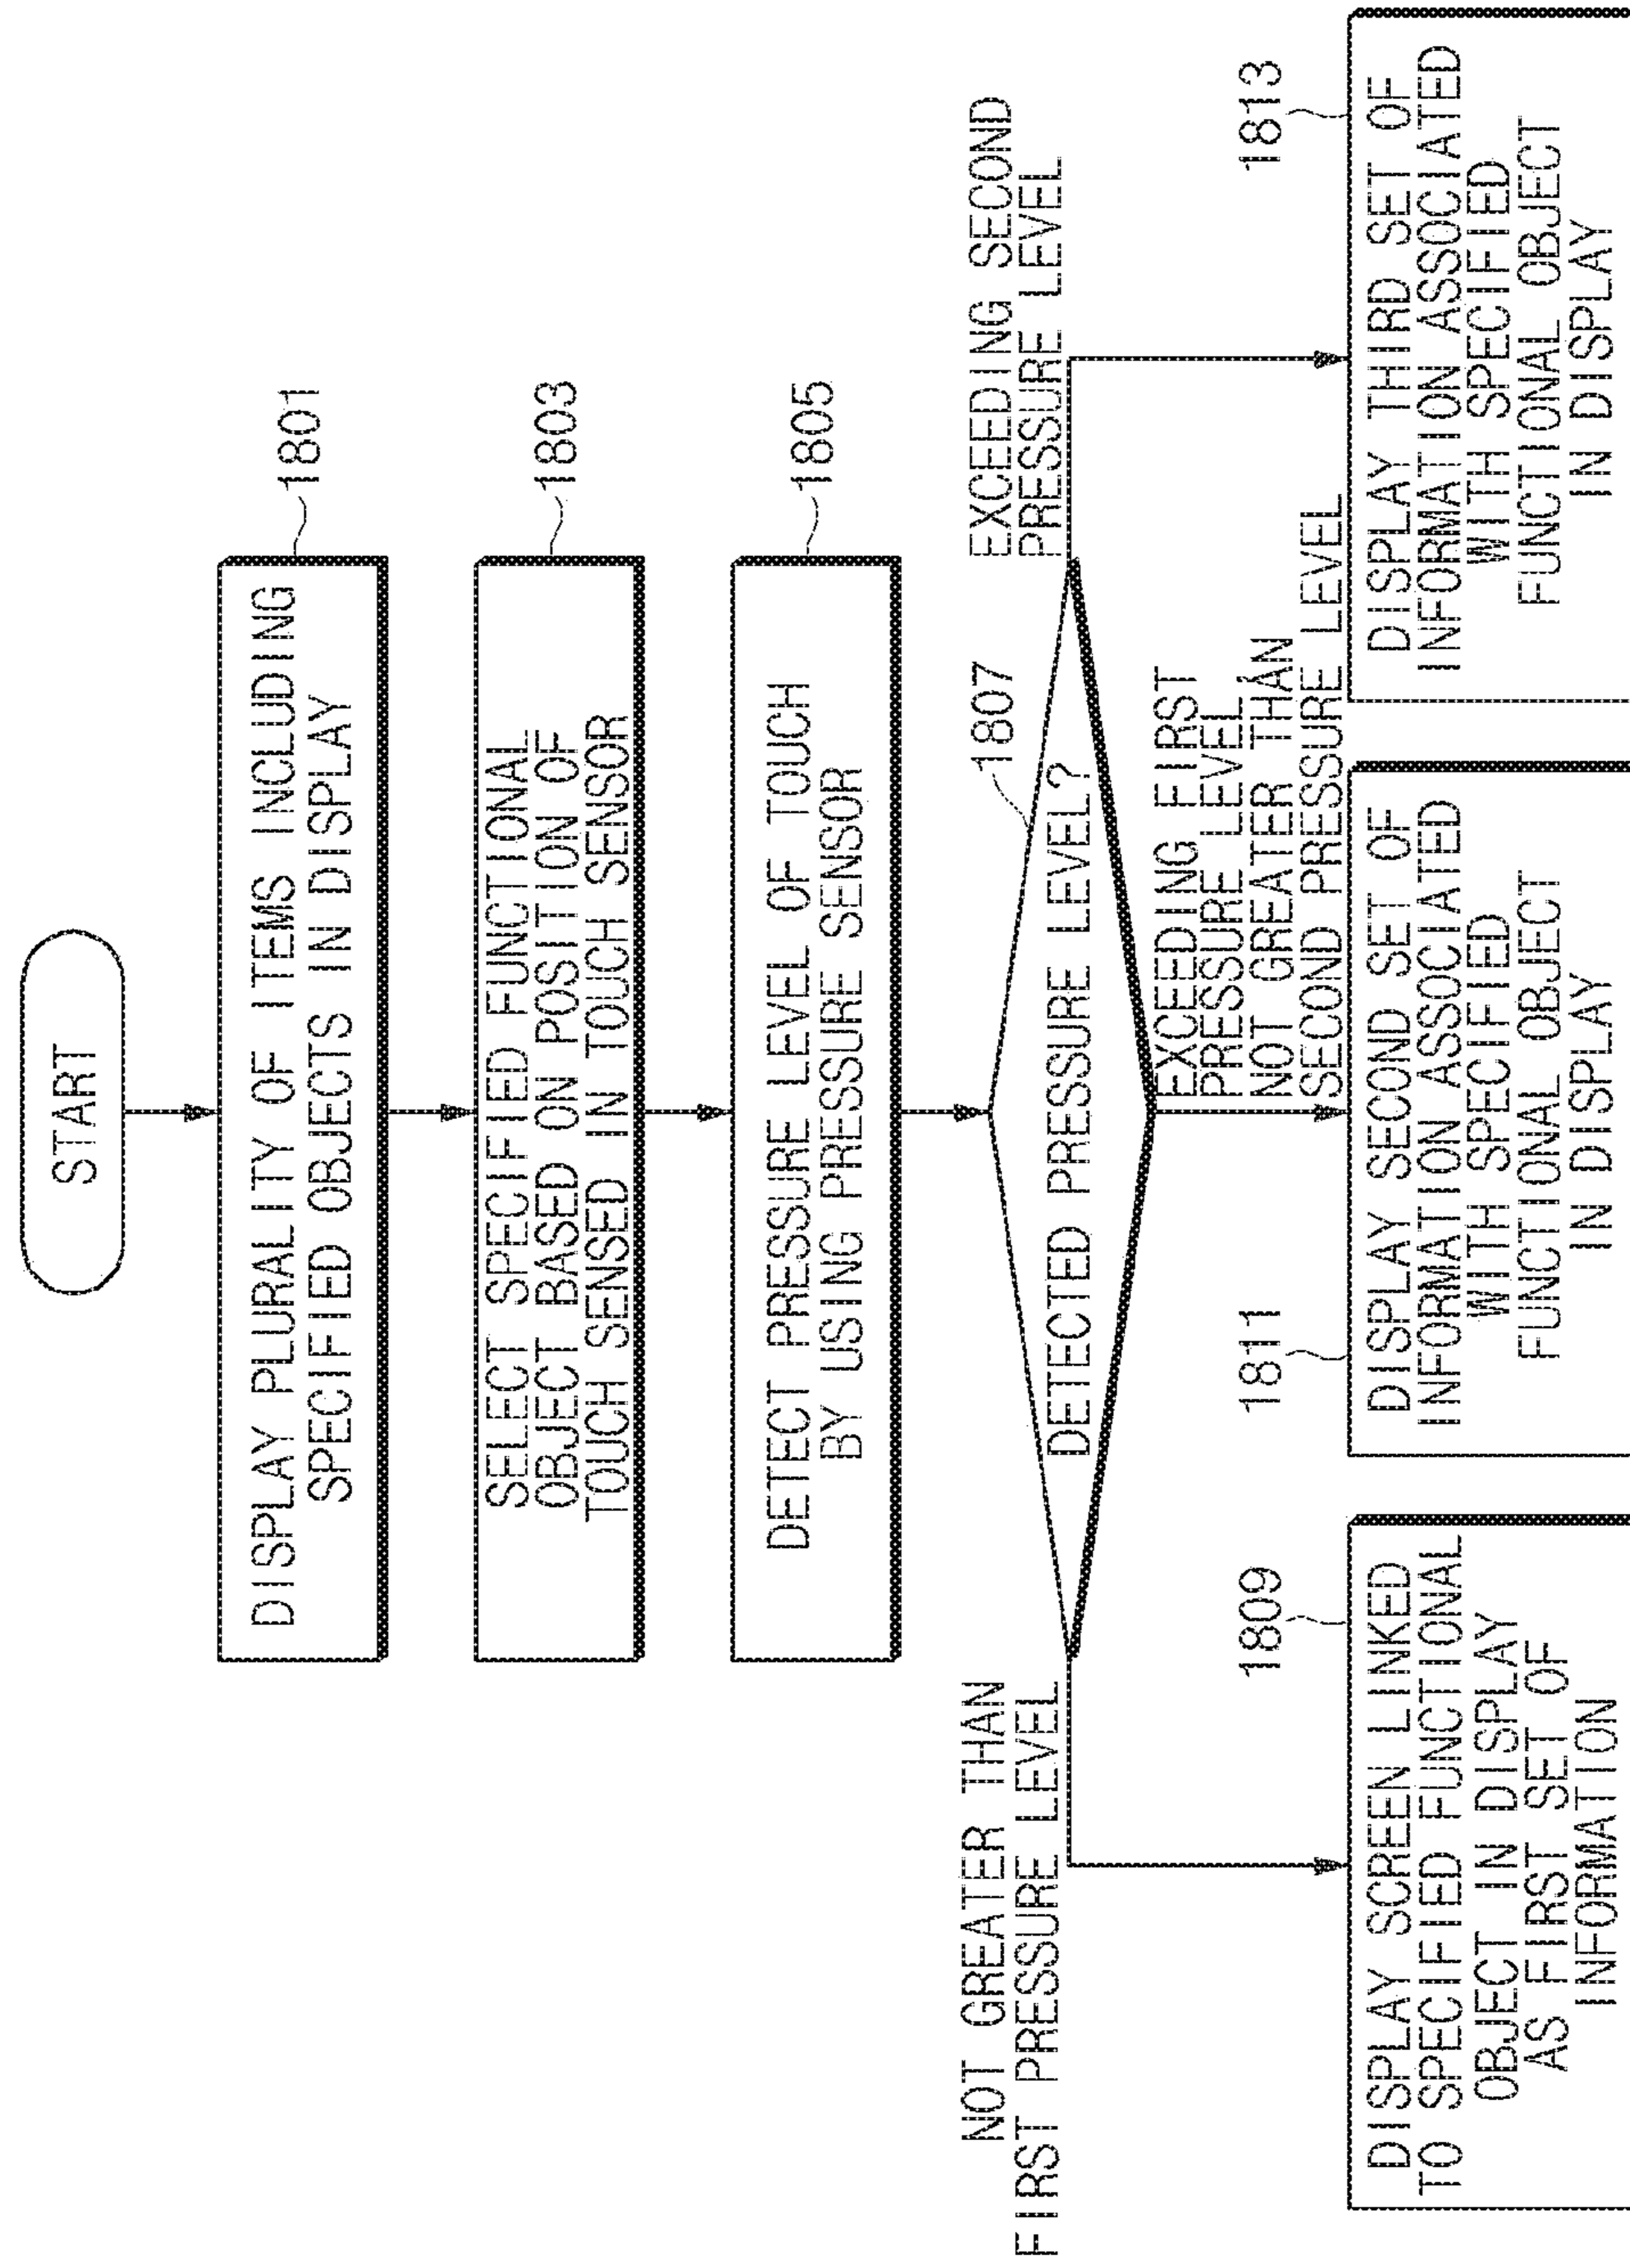 START
DISPLAY PLURALITY OF ITEMS INCLUDING
SPECIFIED OBJECTS IN DISPLAY
1801
SELECT SPECIFIED FUNCTIONAL
OBJECT BASED ON POSITION OF
TOUCH SENSED IN TOUCH SENSOR
1803
DETECT PRESSURE LEVEL OF TOUCH
BY USING PRESSURE SENSOR
1805
1807
DETECTED PRESSURE LEVEL?
NOT GREATER THAN
FIRST PRESSURE LEVEL
EXCEEDING FIRST
PRESSURE LEVEL
NOT GREATER THAN
SECOND PRESSURE LEVEL
EXCEEDING SECOND
PRESSURE LEVEL
1809
DISPLAY SCREEN LINKED
TO SPECIFIED FUNCTIONAL
OBJECT IN DISPLAY
AS FIRST SET OF
INFORMATION
1811
DISPLAY SECOND SET OF
INFORMATION ASSOCIATED
WITH SPECIFIED
FUNCTIONAL OBJECT
IN DISPLAY
1813
DISPLAY THIRD SET OF
INFORMATION ASSOCIATED
WITH SPECIFIED
FUNCTIONAL OBJECT
IN DISPLAY